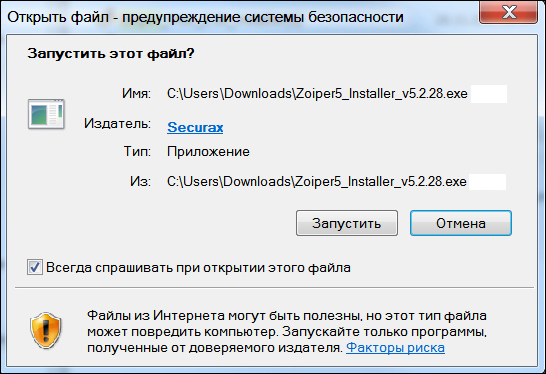 Открыть файл - предупреждение системы безопасности
Запустить этот файл?
Имя: C:\Users\Downloads\Zoiper5_Installer_v5.2.28.exe
Издатель: Securax
Тип: Приложение
Из: C:\Users\Downloads\Zoiper5_Installer_v5.2.28.exe
Запустить Отмена
Всегда спрашивать при открытии этого файла
Файлы из Интернета могут быть полезны, но этот тип файла
может повредить компьютер. Запускайте только программы,
полученные от доверяемого издателя. Факторы риска